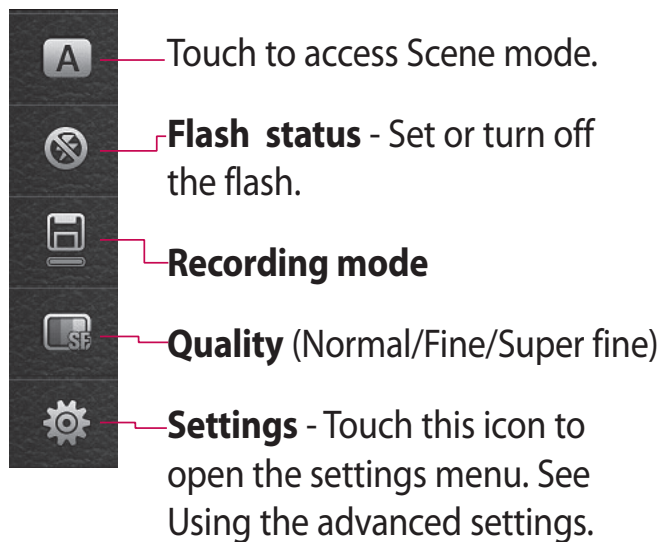 A
Touch to access Scene mode.
Flash status - Set or turn off
the flash.
Recording mode
SF
Quality (Normal/Fine/Super fine)
Settings - Touch this icon to
open the settings menu. See
Using the advanced settings.